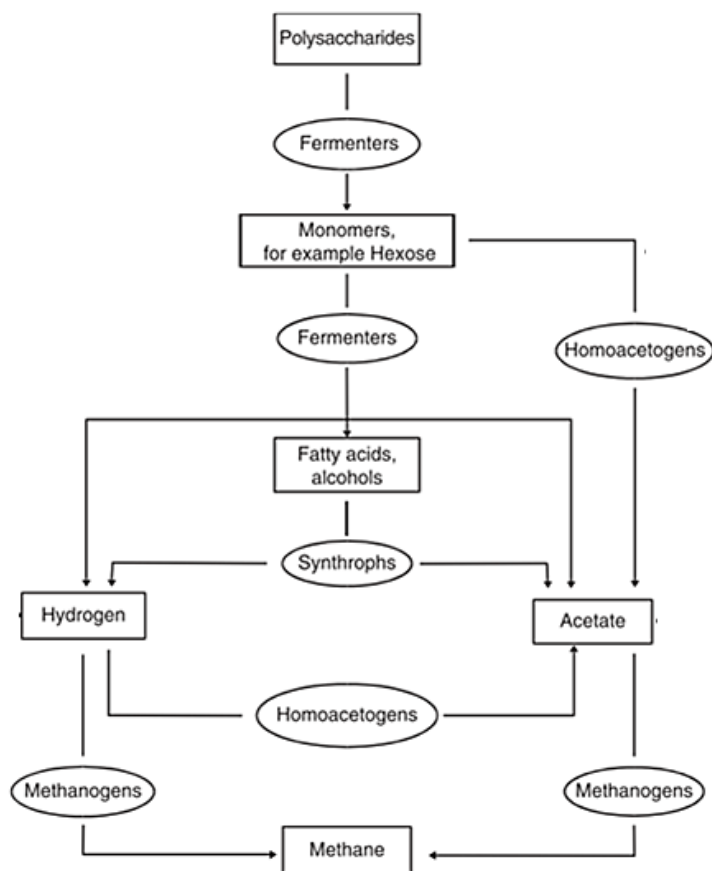 Polysaccharides
Fermenters
Monomers,
for example Hexose
Fermenters
Homoacetogens
Fatty acids,
alcohols
Synthrophs
Hydrogen
Acetate
Homoacetogens
Methanogens
Methanogens
Methane